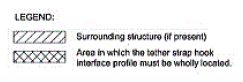 LEGEND:
Surrounding structure (if present)
Area in which the tether strap hook
interface profile must be wholly located.